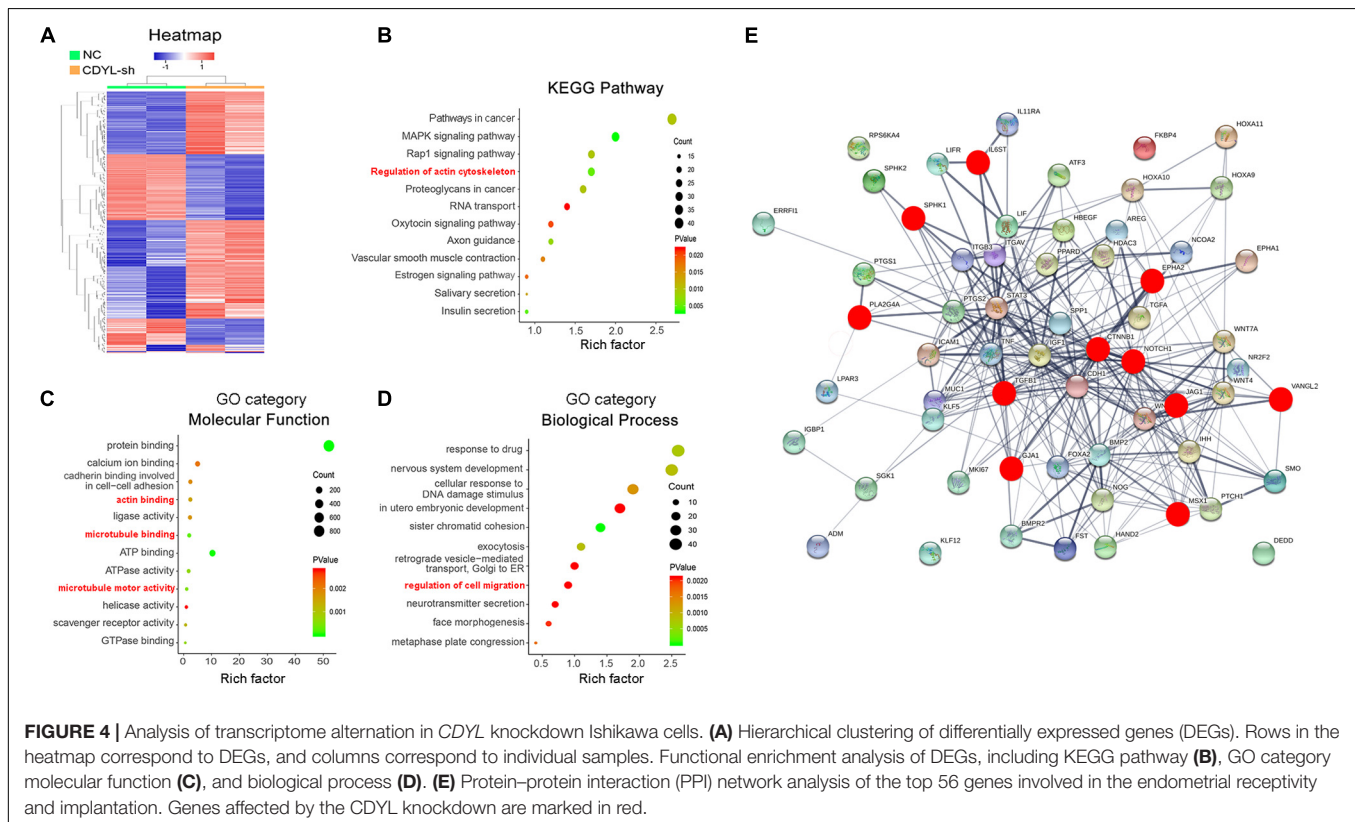 A
Heatmap
NC
CDYL-sh
-1
1
B
KEGG Pathway
Pathways in cancer
MAPK signaling pathway
Rap1 signaling pathway
Regulation of actin cytoskeleton
Proteoglycans in cancer
RNA transport
Oxytocin signaling pathway
Axon guidance
Vascular smooth muscle contraction
Estrogen signaling pathway
Salivary secretion
Insulin secretion
1.0
1.5
2.0
2.5
Rich factor
Count
15
20
25
30
35
40
PValue
0.020
0.015
0.010
0.005
C
GO category
Molecular Function
protein binding
calcium ion binding
cadherin binding involved
in cell-cell adhesion
actin binding
ligase activity
microtubule binding
ATP binding
ATPase activity
microtubule motor activity
helicase activity
scavenger receptor activity
GTPase binding
0
10
20
30
40
50
Rich factor
Count
200
400
600
800
PValue
0.002
0.001
D
GO category
Biological Process
response to drug
nervous system development
cellular response to
DNA damage stimulus
in utero embryonic development
sister chromatid cohesion
exocytosis
retrograde vesicle-mediated
transport, Golgi to ER
regulation of cell migration
neurotransmitter secretion
face morphogenesis
metaphase plate congression
0.5
1.0
1.5
2.0
2.5
Rich factor
Count
10
20
30
40
PValue
0.0020
0.0015
0.0010
0.0005
E
IL11RA
HOXA11
RPS6KA4
FKBP4
LIFR
IL6ST
ATF3
SPHK2
HOXA10
HOXA9
ERRFI1
SPHK1
LIF
HBEGF
AREG
NCOA2
ITGB3
ITGAV
PPARD
HDAC3
EPHA1
EPHA2
PTGS1
PLA2G4A
PTGS2
STAT3
SPP1
TGFA
CTNNB1
NOTCH1
WNT7A
ICAM1
TNF
IGF1
NR2F2
LPAR3
MUC1
TGFB1
CDH1
JAG1
WNT4
VANGL2
KLF5
IGBP1
GJA1
FOXA2
BMP2
IHH
SGK1
MKI67
SMO
NOG
MSX1
PTCH1
ADM
KLF12
BMPR2
FST
HAND2
DEDD
FIGURE 4 | Analysis of transcriptome alternation in CDYL knockdown Ishikawa cells. (A) Hierarchical clustering of differentially expressed genes (DEGs). Rows in the
heatmap correspond to DEGs, and columns correspond to individual samples. Functional enrichment analysis of DEGs, including KEGG pathway (B), GO category
molecular function (C), and biological process (D). (E) Protein–protein interaction (PPI) network analysis of the top 56 genes involved in the endometrial receptivity
and implantation. Genes affected by the CDYL knockdown are marked in red.